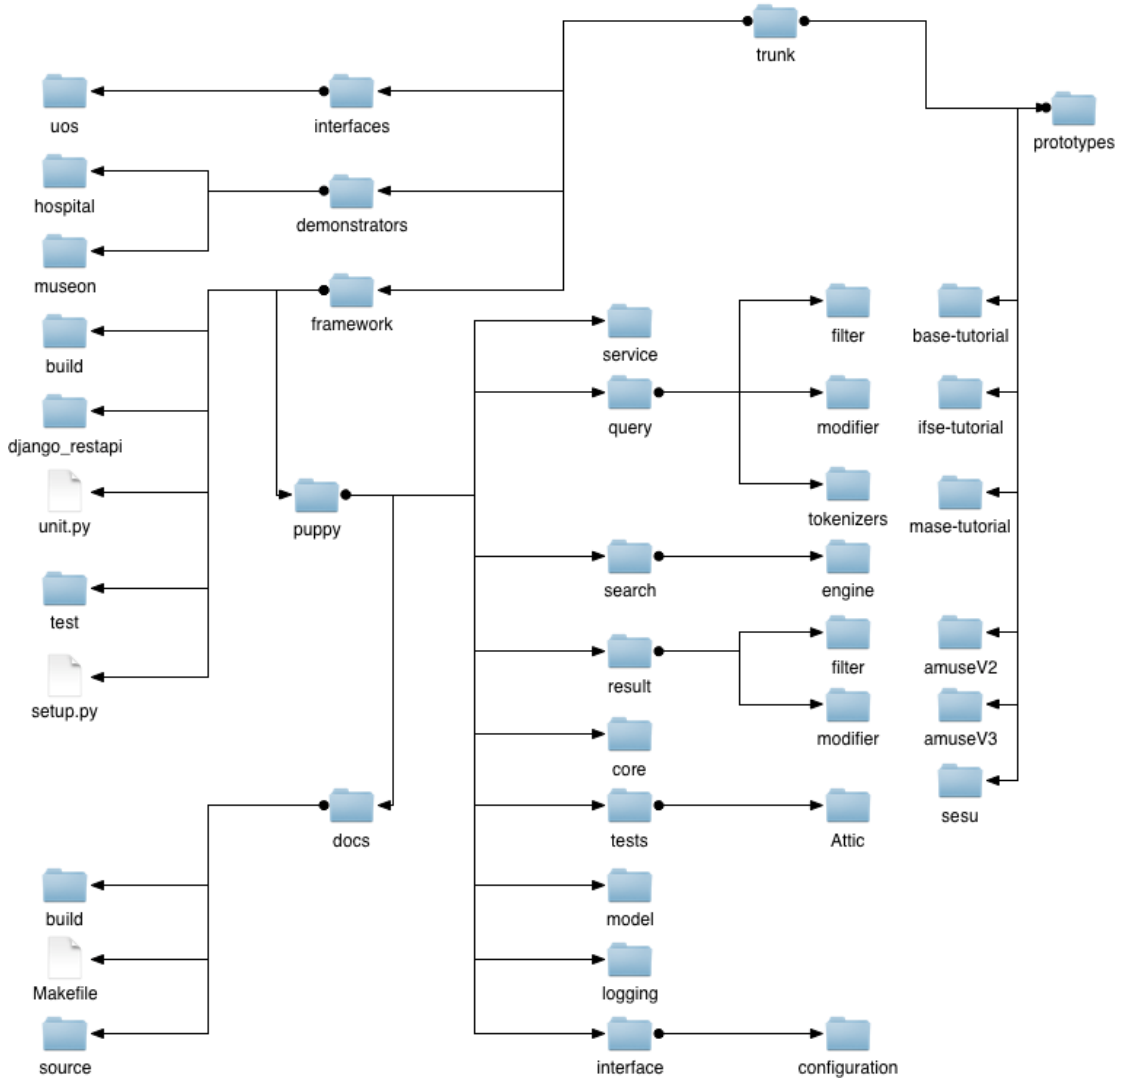 trunk
uos
interfaces
prototypes
hospital
demonstrators
museon
framework
filter
base-tutorial
service
build
query
modifier
ifse-tutorial
django_restapi
tokenizers
mase-tutorial
unit.py
puppy
search
engine
test
result
filter
amuseV2
setup.py
core
modifier
amuseV3
sesu
docs
tests
Attic
build
model
Makefile
logging
source
interface
configuration